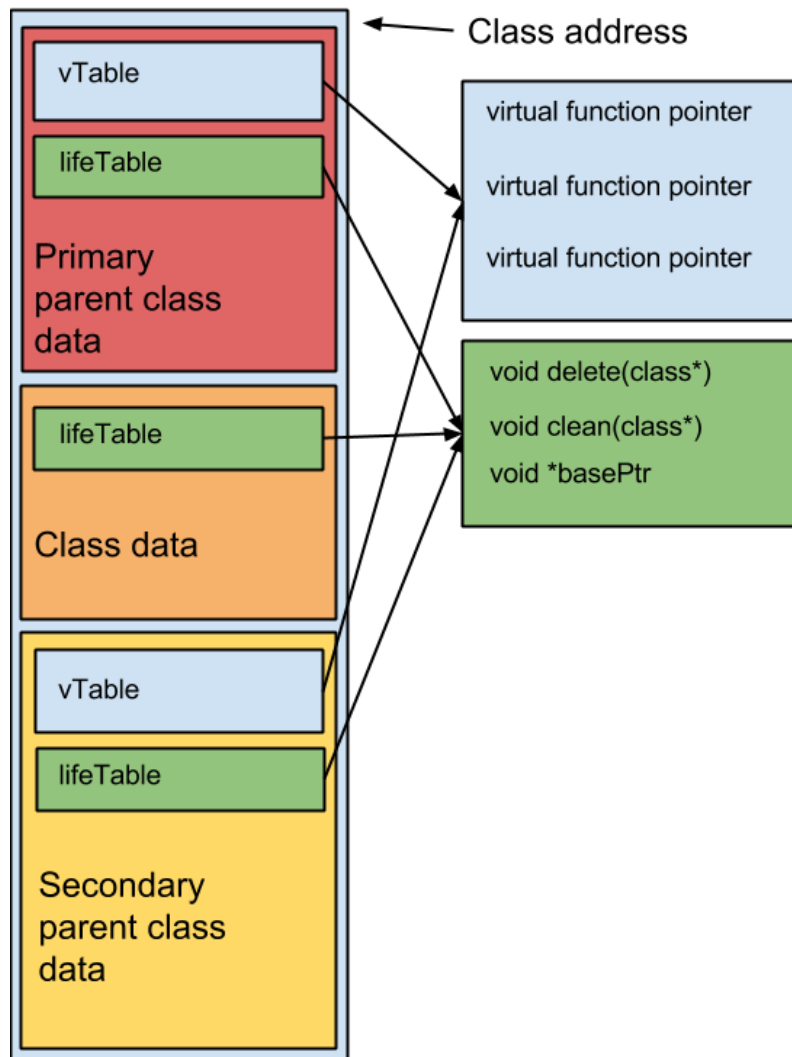 Class address
vTable
lifeTable
Primary
parent class
data
lifeTable
Class data
vTable
lifeTable
Secondary
parent class
data
virtual function pointer
virtual function pointer
virtual function pointer
void delete(class*)
void clean(class*)
void *basePtr